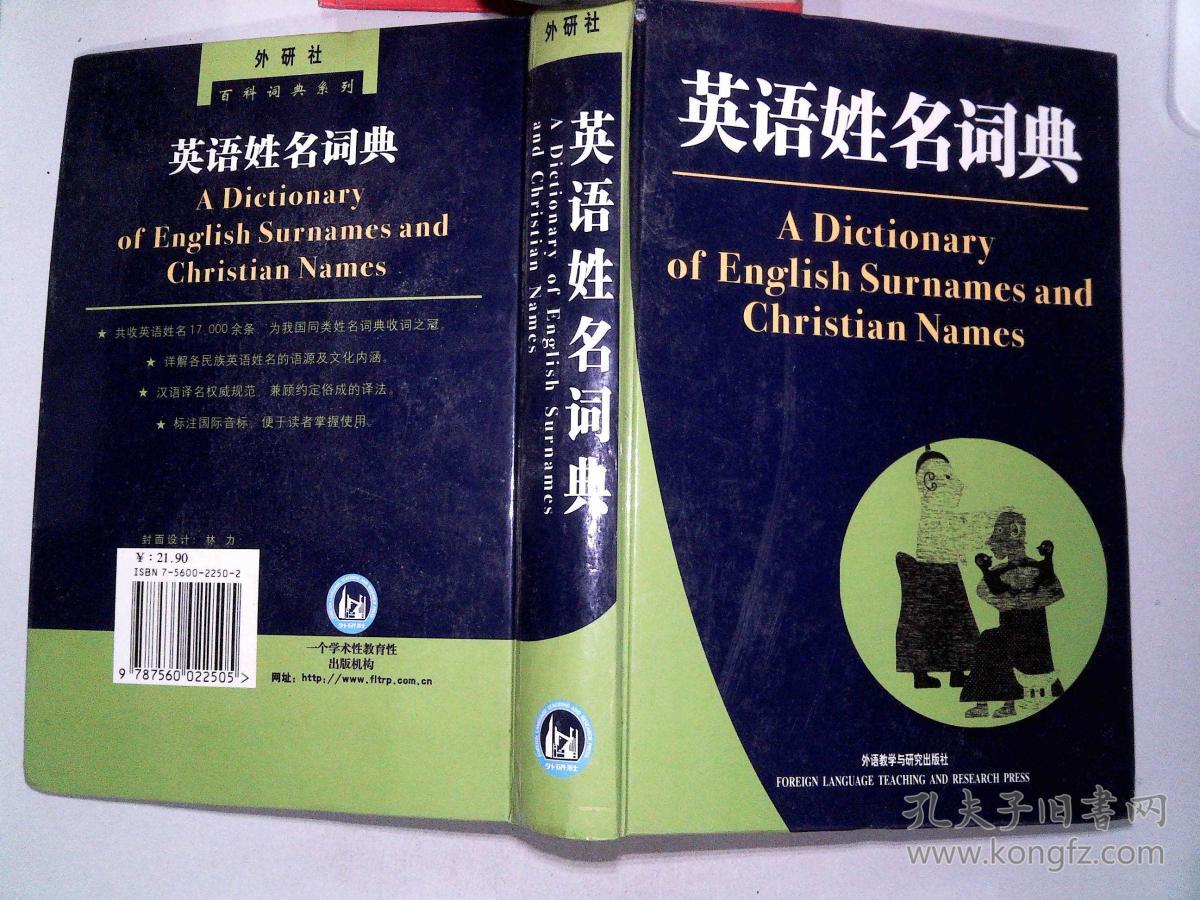 外研社
百科词典系列
英语姓名词典
A Dictionary
of English Surnames and
Christian Names
★ 共收英语姓名17,000余条，为我国同类姓名词典收词之冠。
★ 详解各民族英语姓名的语源及文化内涵。
★ 汉语译名权威规范，兼顾约定俗成的译法。
★ 标注国际音标，便于读者掌握使用。
封面设计：林 力
￥：21.90
ISBN 7-5600-2250-2
9 787560 022505 >
一个学术性教育性
出版机构
网址：http://www.fltrp.com.cn
外研社
英语姓名词典
A Dictionary of English Surnames
and Christian Names
FOREIGN LANGUAGE TEACHING AND RESEARCH PRESS
外研社
英语姓名词典
A Dictionary
of English Surnames and
Christian Names
外语教学与研究出版社
FOREIGN LANGUAGE TEACHING AND RESEARCH PRESS
孔夫子旧书网
www.kongfz.com